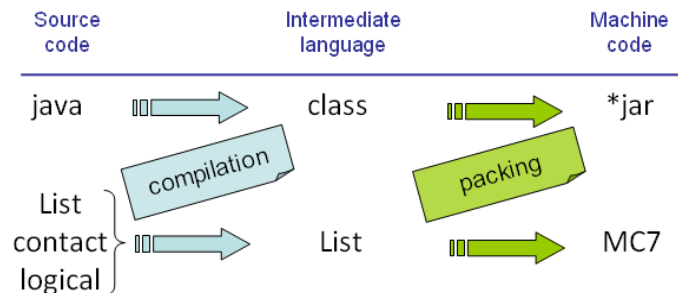 Source
code
Intermediate
language
Machine
code
java
class
*jar
compilation
packing
List
contact
logical
List
MC7